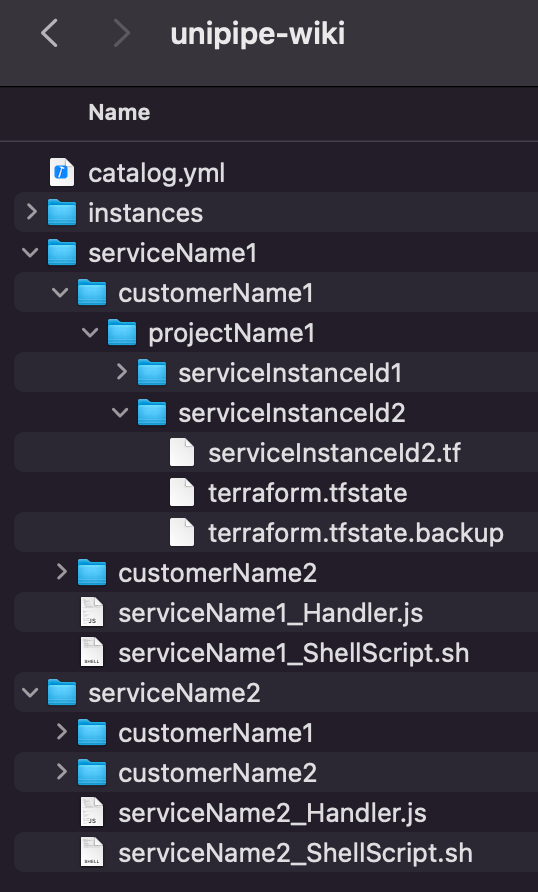 unipipe-wiki
Name
catalog.yml
instances
serviceName1
customerName1
projectName1
serviceInstanceId1
serviceInstanceId2
serviceInstanceId2.tf
terraform.tfstate
terraform.tfstate.backup
customerName2
JS
serviceName1_Handler.js
SHELL
serviceName1_ShellScript.sh
serviceName2
customerName1
customerName2
JS
serviceName2_Handler.js
SHELL
serviceName2_ShellScript.sh